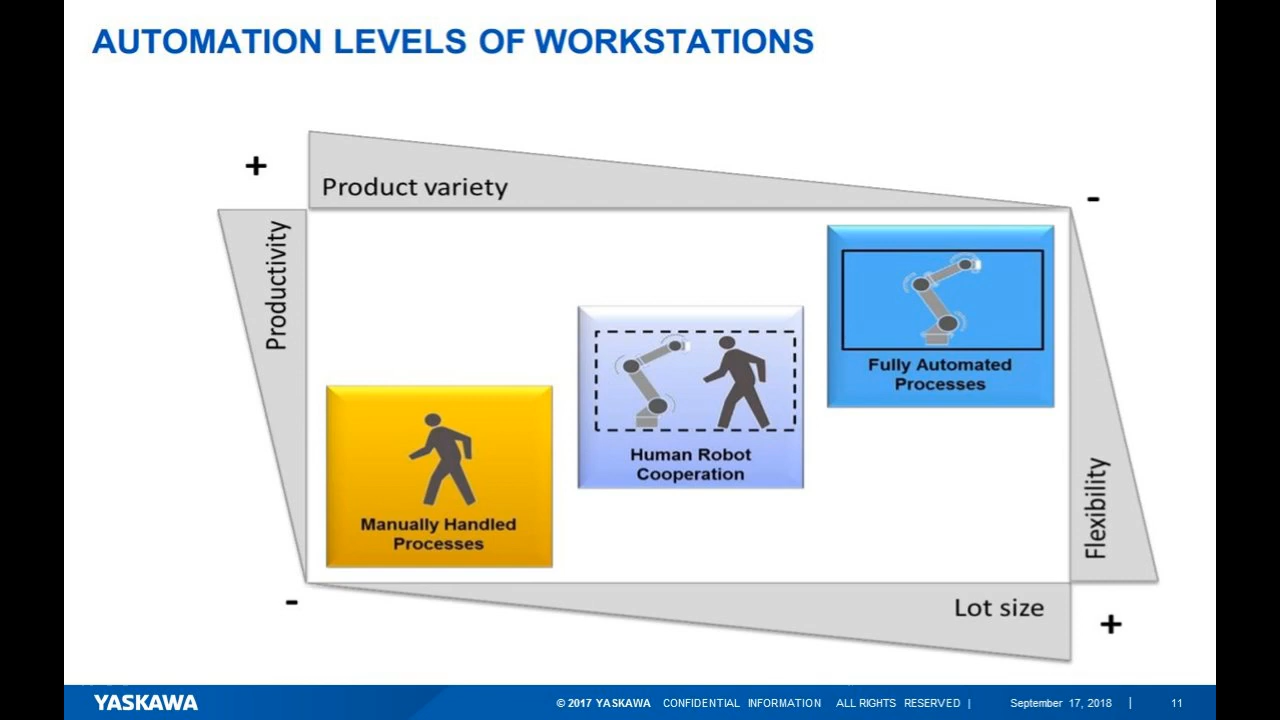 AUTOMATION LEVELS OF WORKSTATIONS
+
Product variety
-
Productivity
Fully Automated
Processes
Human Robot
Cooperation
Manually Handled
Processes
Flexibility
-
Lot size
+
YASKAWA
© 2017 YASKAWA CONFIDENTIAL INFORMATION ALL RIGHTS RESERVED |
September 17, 2018 |
11